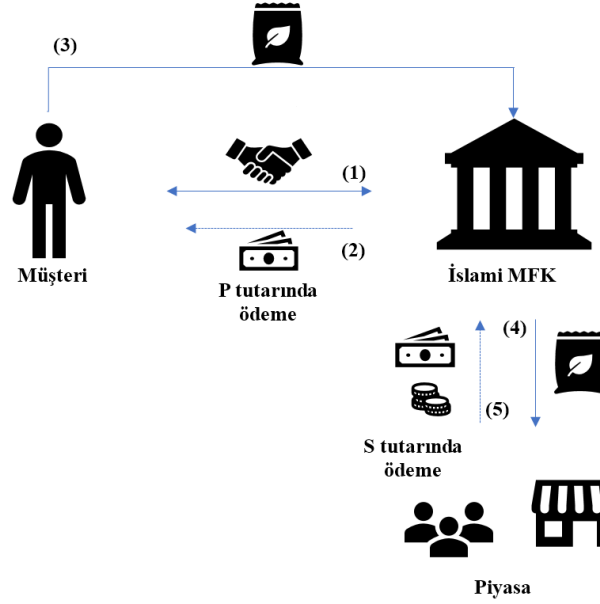 (3)
(1)
(2)
Müşteri
P tutarında
ödeme
İslami MFK
(4)
(5)
S tutarında
ödeme
Piyasa